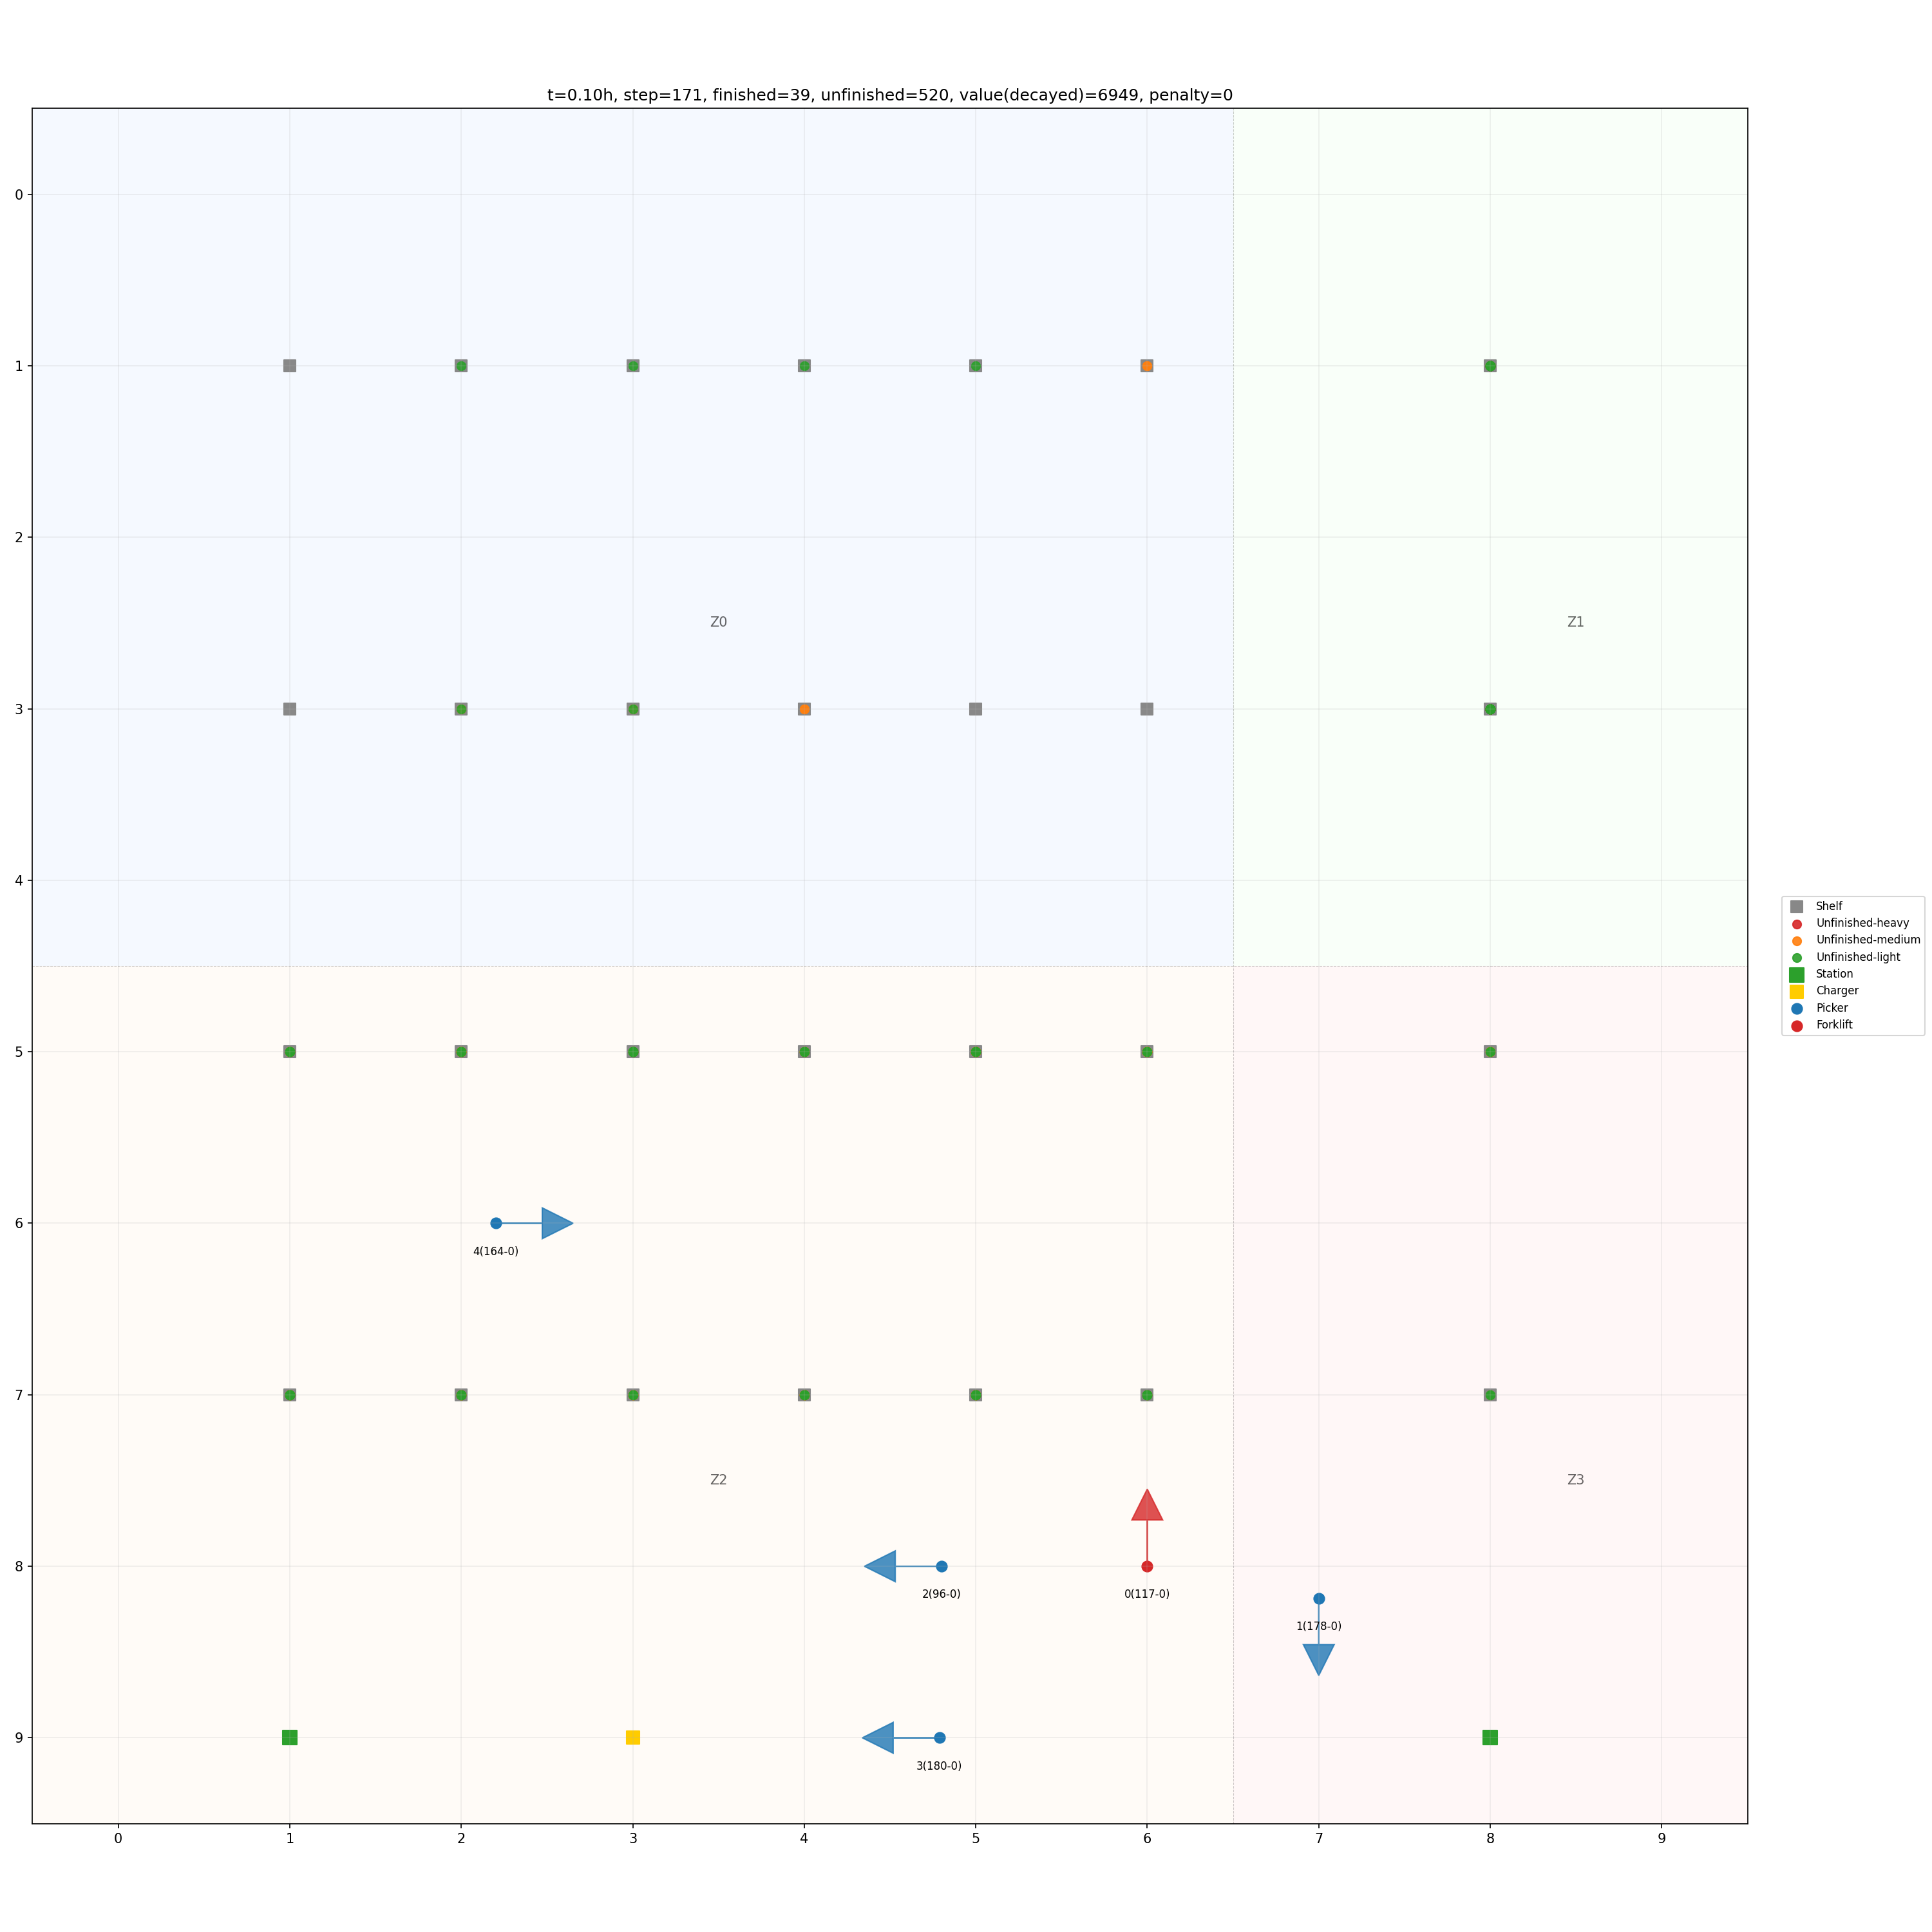 t=0.10h, step=171, finished=39, unfinished=520, value(decayed)=6949, penalty=0
0
1
2
Z0
Z1
3
4
Shelf
Unfinished-heavy
Unfinished-medium
Unfinished-light
Station
Charger
Picker
Forklift
5
6
4(164-0)
7
Z2
Z3
8
2(96-0)
0(117-0)
1(178-0)
9
3(180-0)
0 1 2 3 4 5 6 7 8 9